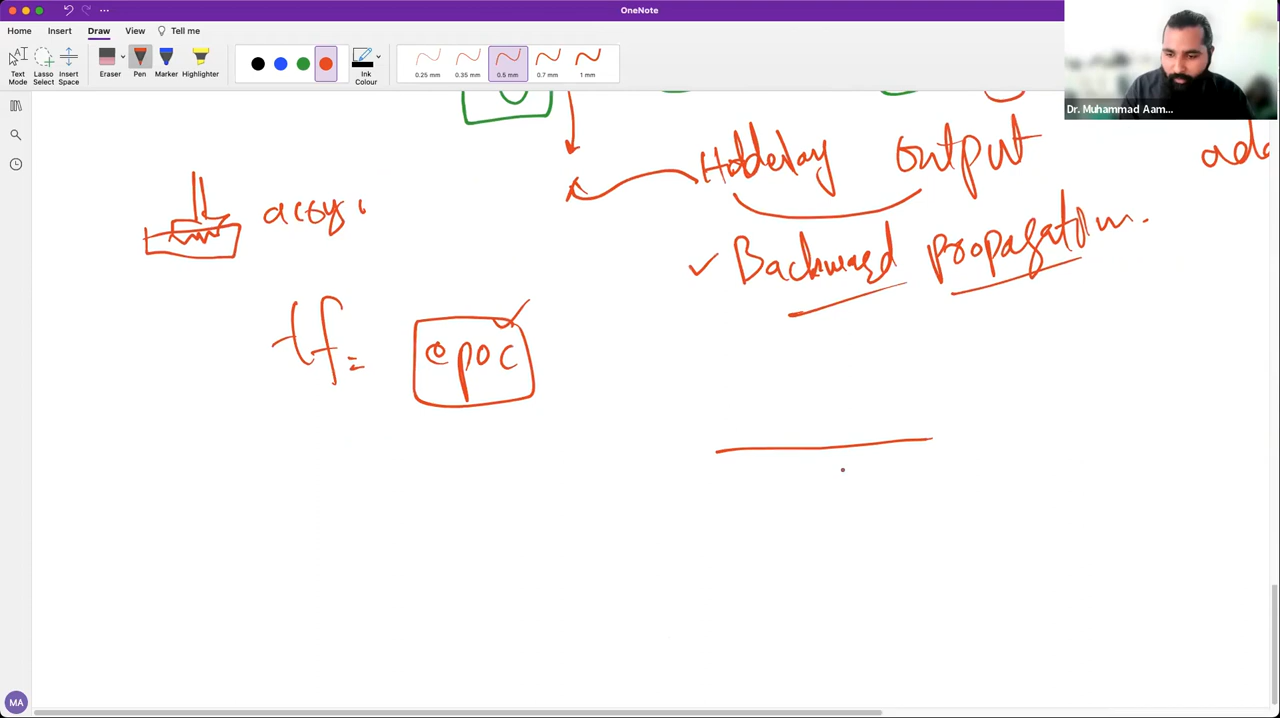 OneNote
Home Insert Draw View Tell me
Text Mode
Lasso Select
Insert Space
Eraser
Pen
Marker
Highlighter
Ink Colour
0.25 mm
0.35 mm
0.5 mm
0.7 mm
1 mm
Dr. Muhammad Aam...
output
Backward propagation.
tf =
epoc
MA